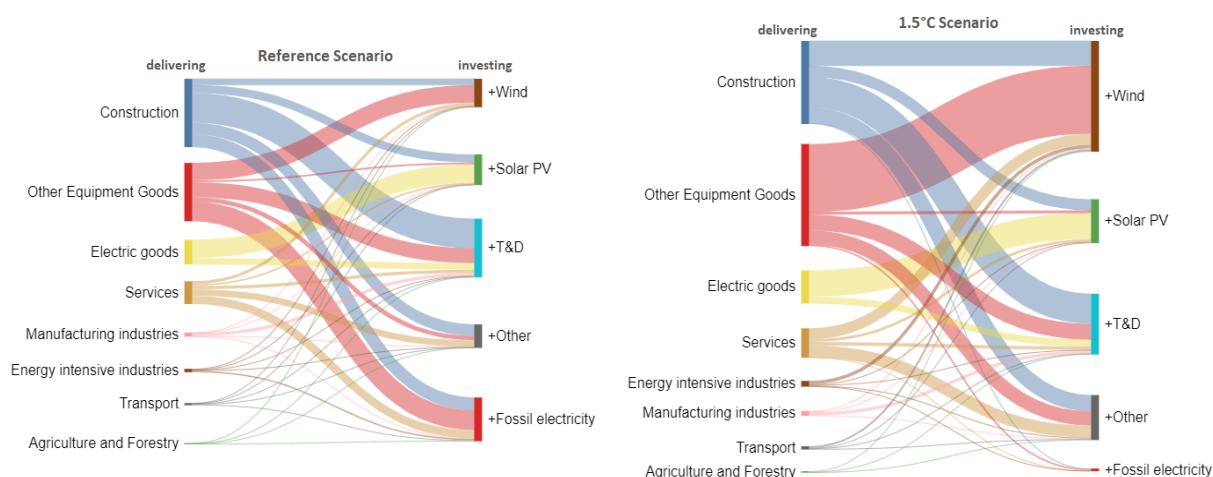 Reference Scenario
delivering
investing
Construction
Other Equipment Goods
Electric goods
Services
Manufacturing industries
Energy intensive industries
Transport
Agriculture and Forestry
+Wind
+Solar PV
+T&D
+Other
+Fossil electricity
1.5°C Scenario
delivering
investing
Construction
Other Equipment Goods
Electric goods
Services
Energy intensive industries
Manufacturing industries
Transport
Agriculture and Forestry
+Wind
+Solar PV
+T&D
+Other
+Fossil electricity